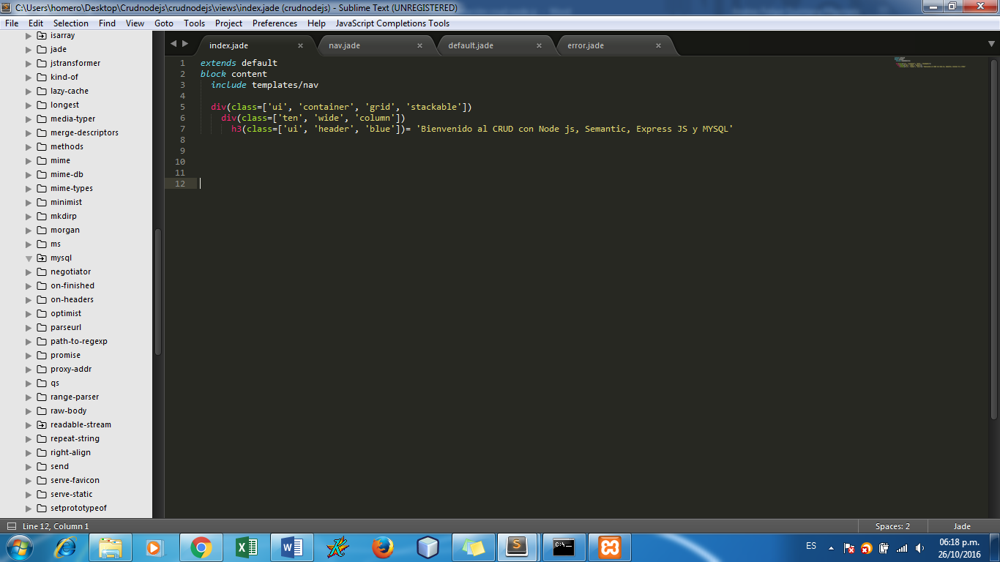 C:\Users\homero\Desktop\Crudnodejs\crudnodejs\views\index.jade (crudnodejs) - Sublime Text (UNREGISTERED)
File Edit Selection Find View Goto Tools Project Preferences Help JavaScript Completions Tools
isarray
jade
jstransformer
kind-of
lazy-cache
longest
media-typer
merge-descriptors
methods
mime
mime-db
mime-types
minimist
mkdirp
morgan
ms
mysql
negotiator
on-finished
on-headers
optimist
parseurl
path-to-regexp
promise
proxy-addr
qs
range-parser
raw-body
readable-stream
repeat-string
right-align
send
serve-favicon
serve-static
setprototypeof
index.jade nav.jade default.jade error.jade
1 extends default
2 block content
3 include templates/nav
4
5 div(class=['ui', 'container', 'grid', 'stackable'])
6 div(class=['ten', 'wide', 'column'])
7 h3(class=['ui', 'header', 'blue'])= 'Bienvenido al CRUD con Node js, Semantic, Express JS y MYSQL'
8
9
10
11
12
Line 12, Column 1 Spaces: 2 Jade
ES
06:18 p.m.
26/10/2016